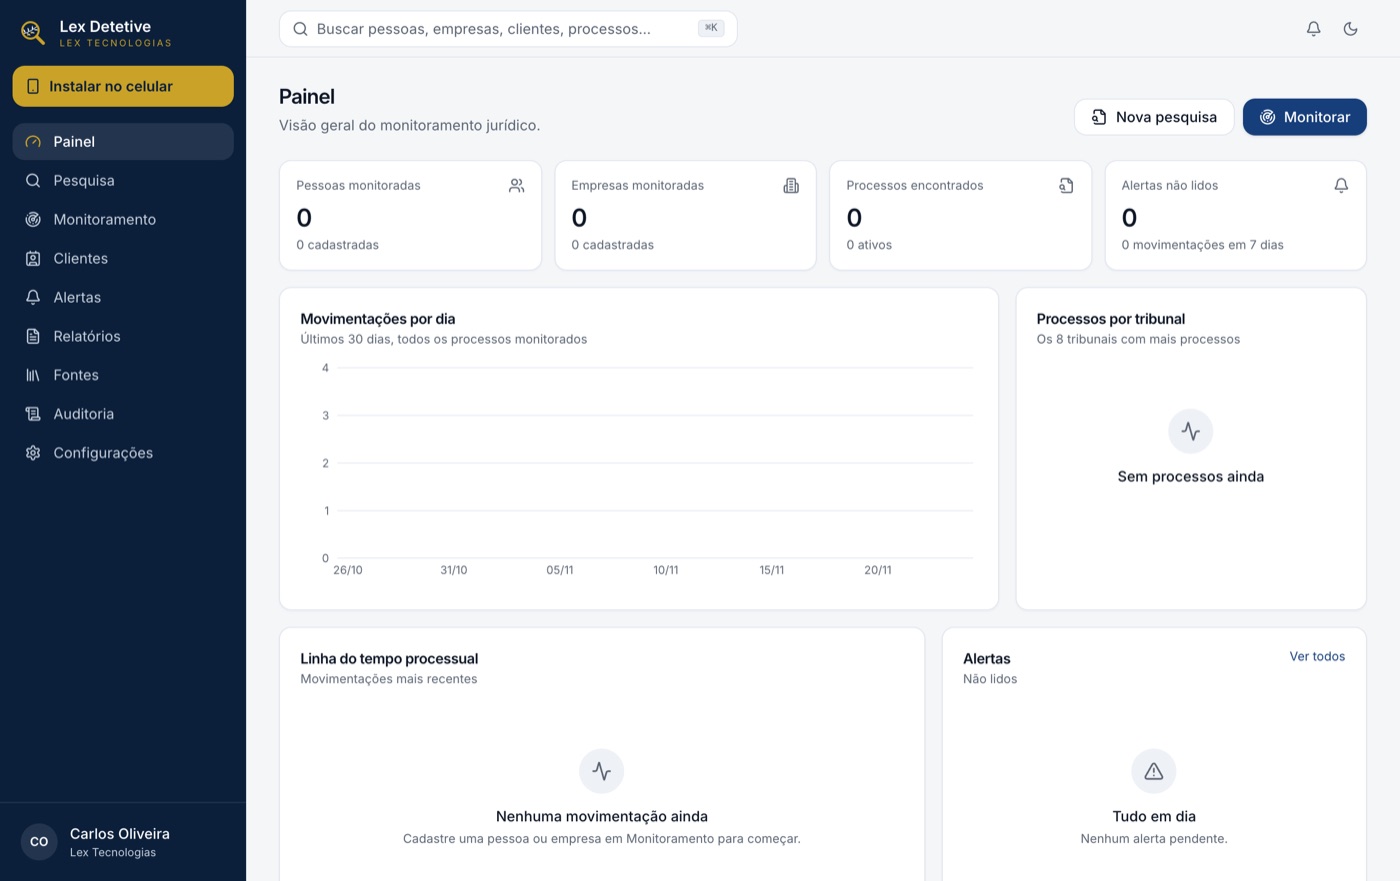 Lex Detetive
LEX TECNOLOGIAS
Instalar no celular
Painel
Pesquisa
Monitoramento
Clientes
Alertas
Relatórios
Fontes
Auditoria
Configurações
CO
Carlos Oliveira
Lex Tecnologias
Buscar pessoas, empresas, clientes, processos...
⌘K
Painel
Visão geral do monitoramento jurídico.
Nova pesquisa
Monitorar
Pessoas monitoradas
0
0 cadastradas
Empresas monitoradas
0
0 cadastradas
Processos encontrados
0
0 ativos
Alertas não lidos
0
0 movimentações em 7 dias
Movimentações por dia
Últimos 30 dias, todos os processos monitorados
4
3
2
1
0
26/10 31/10 05/11 10/11 15/11 20/11
Processos por tribunal
Os 8 tribunais com mais processos
Sem processos ainda
Linha do tempo processual
Movimentações mais recentes
Nenhuma movimentação ainda
Cadastre uma pessoa ou empresa em Monitoramento para começar.
Alertas
Ver todos
Não lidos
Tudo em dia
Nenhum alerta pendente.